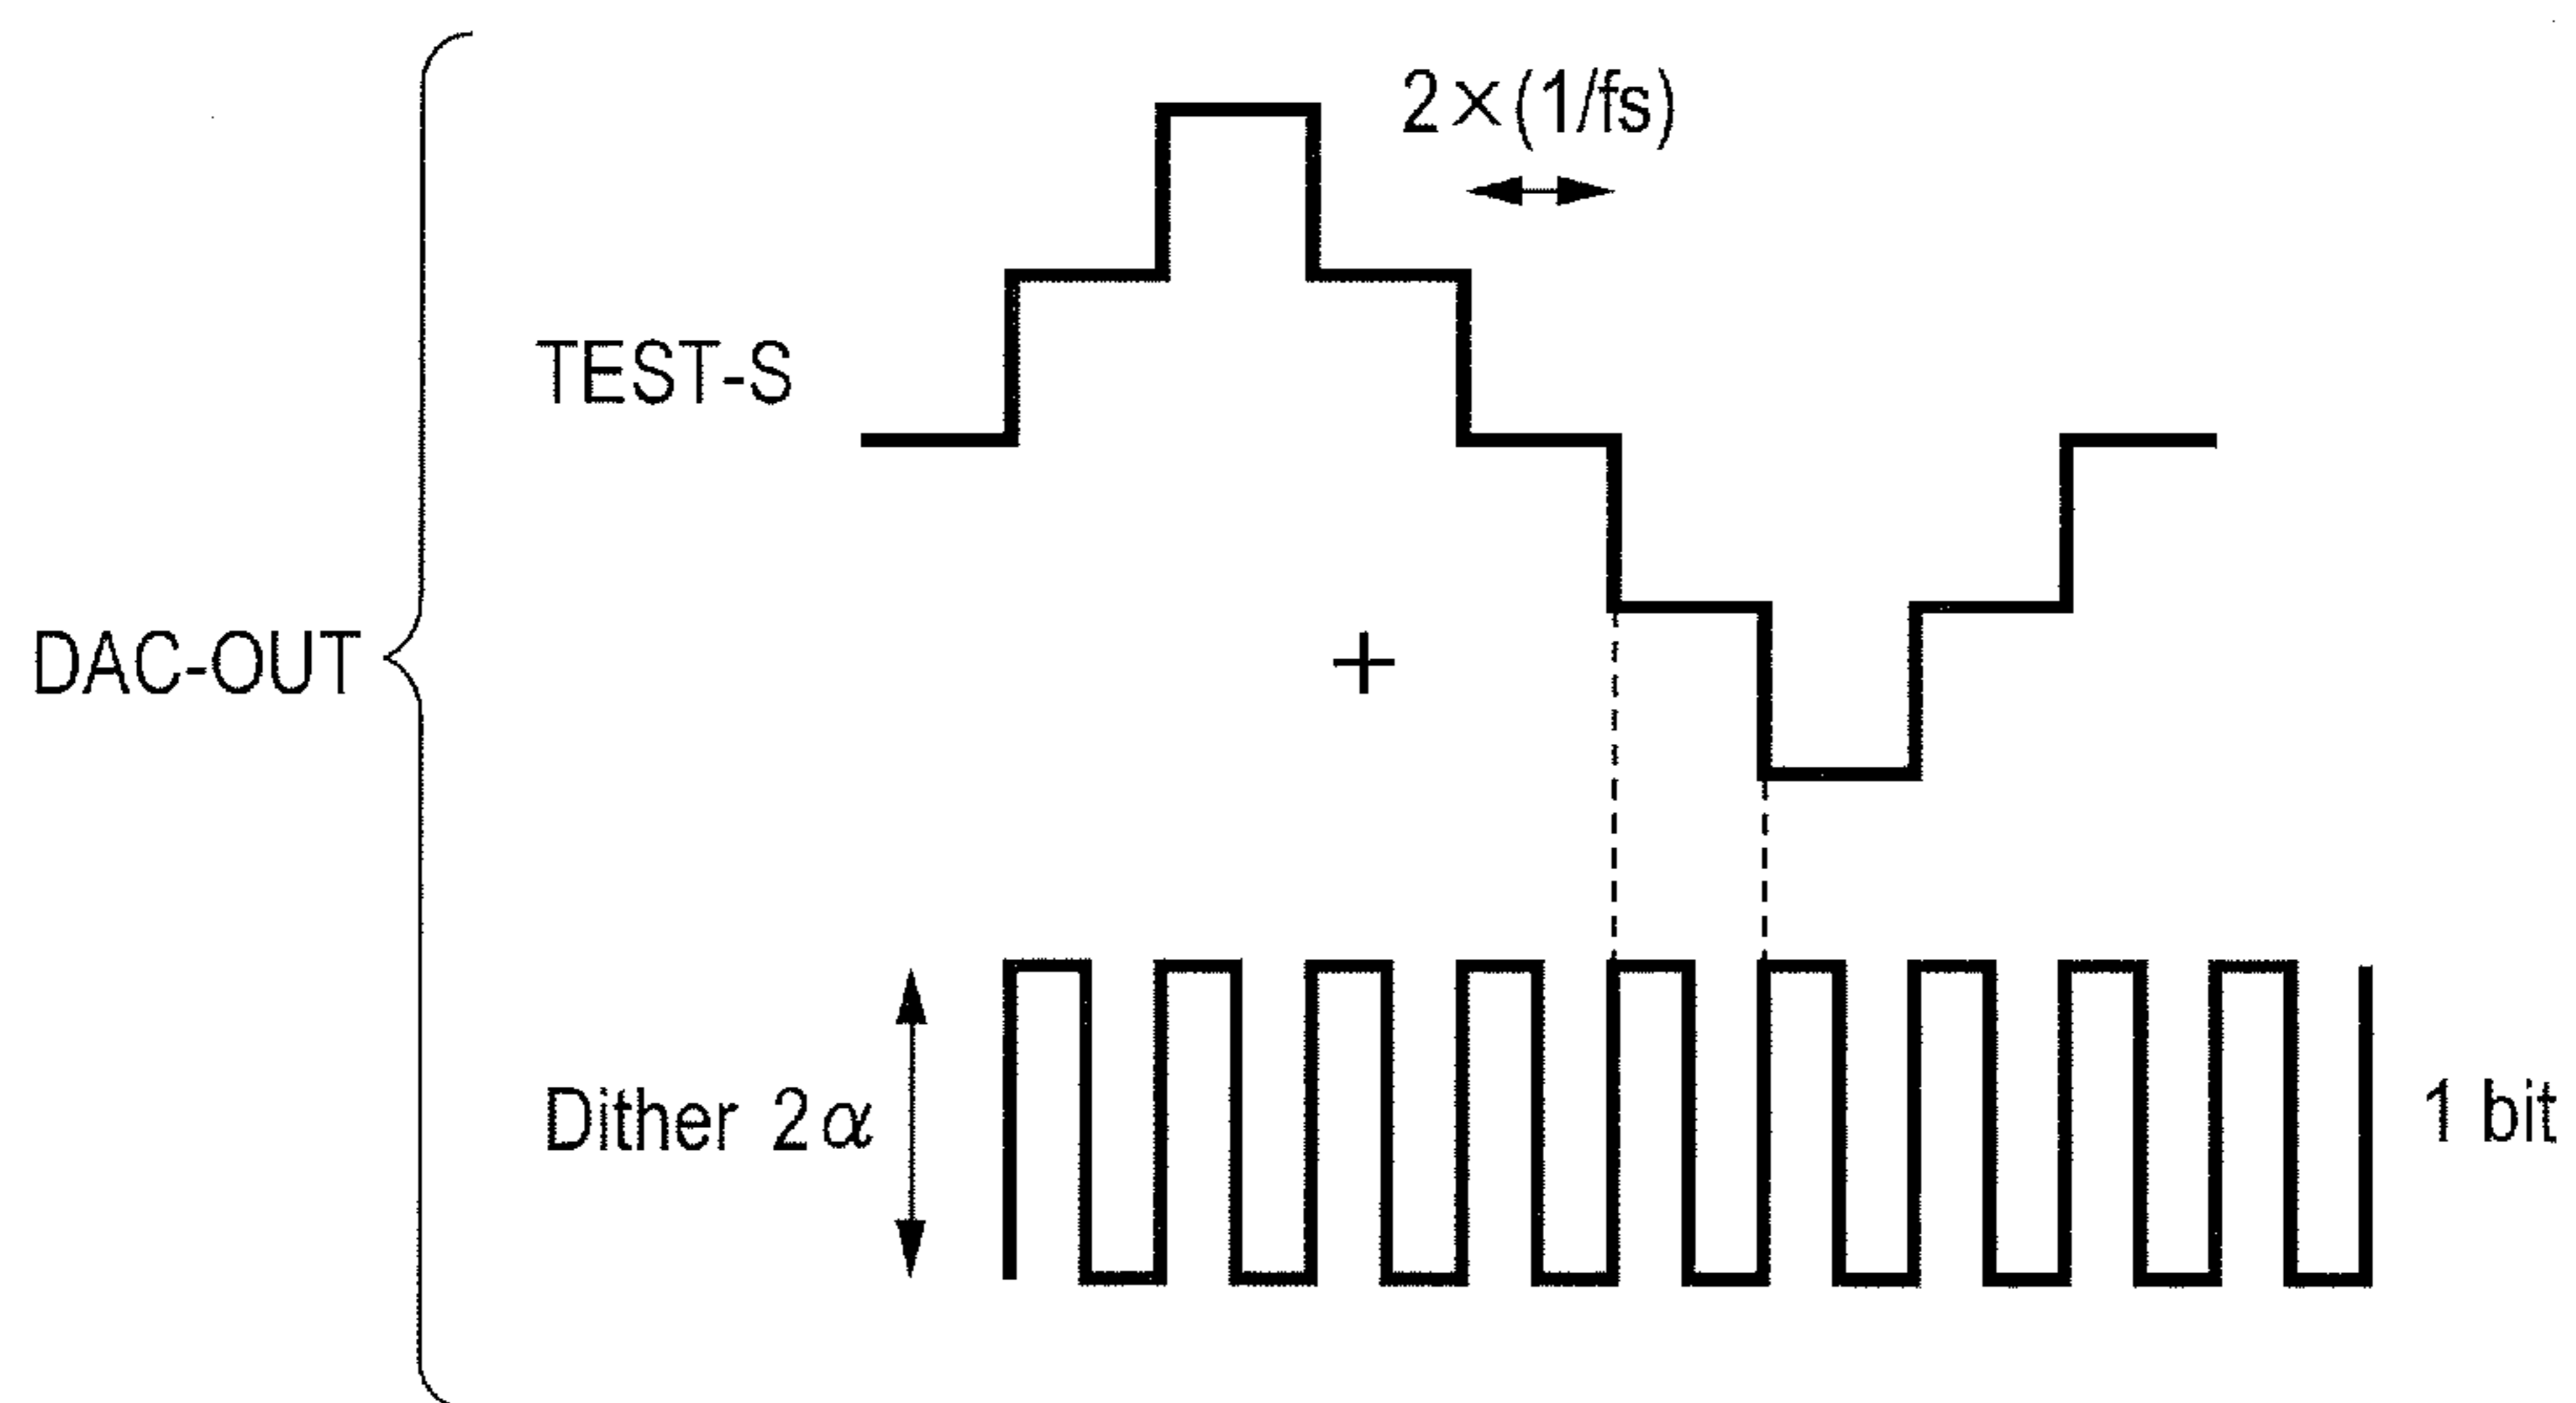 2×(1/fs)
TEST-S
DAC-OUT
+
Dither 2α
1 bit